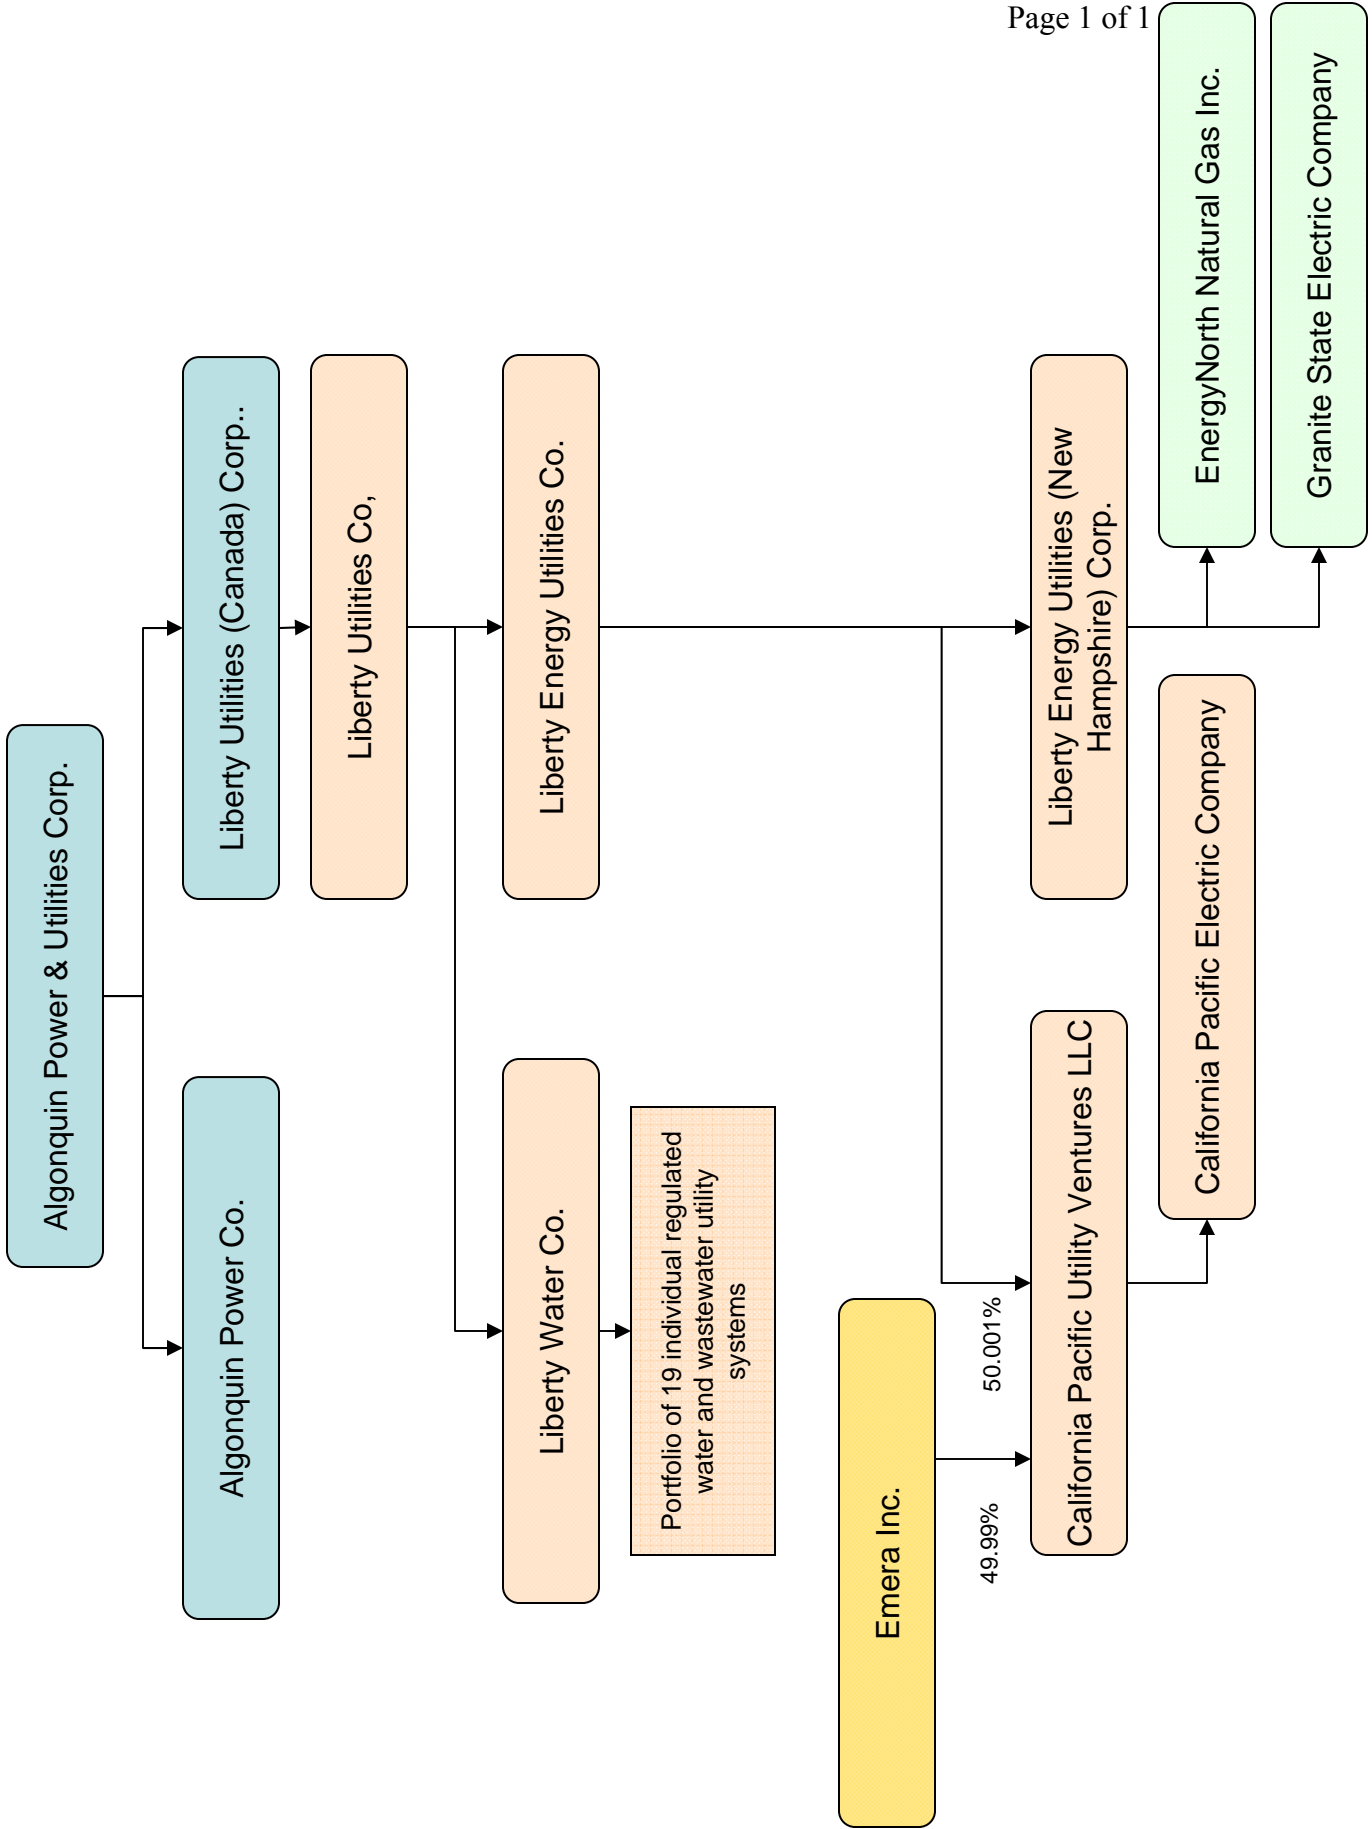 Page 1 of 1
Algonquin Power & Utilities Corp.
Algonquin Power Co.
Liberty Utilities (Canada) Corp..
Liberty Utilities Co,
Liberty Water Co.
Liberty Energy Utilities Co.
Portfolio of 19 individual regulated
water and wastewater utility
systems
Emera Inc.
49.99%
50.001%
California Pacific Utility Ventures LLC
Liberty Energy Utilities (New
Hampshire) Corp.
California Pacific Electric Company
EnergyNorth Natural Gas Inc.
Granite State Electric Company